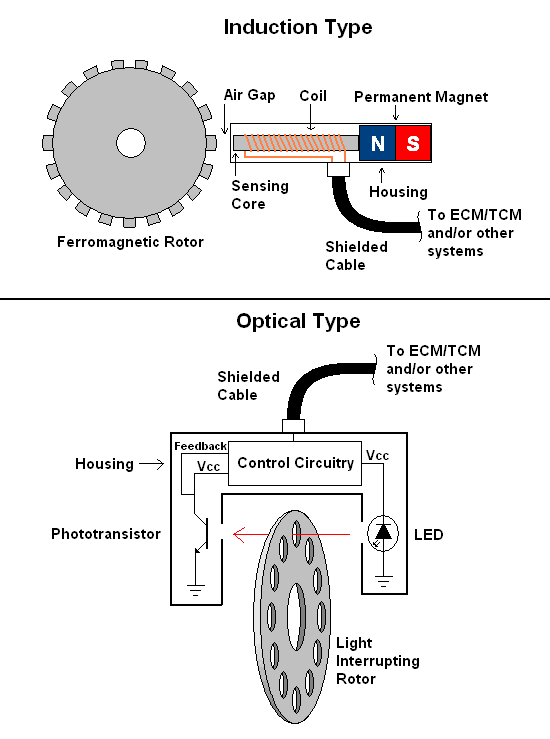 Induction Type
Air Gap
Coil
Permanent Magnet
N
S
Sensing
Core
Housing
Ferromagnetic Rotor
Shielded
Cable
To ECM/TCM
and/or other
systems
Optical Type
Shielded
Cable
To ECM/TCM
and/or other
systems
Feedback
Vcc
Control Circuitry
Vcc
Housing
Phototransistor
LED
Light
Interrupting
Rotor